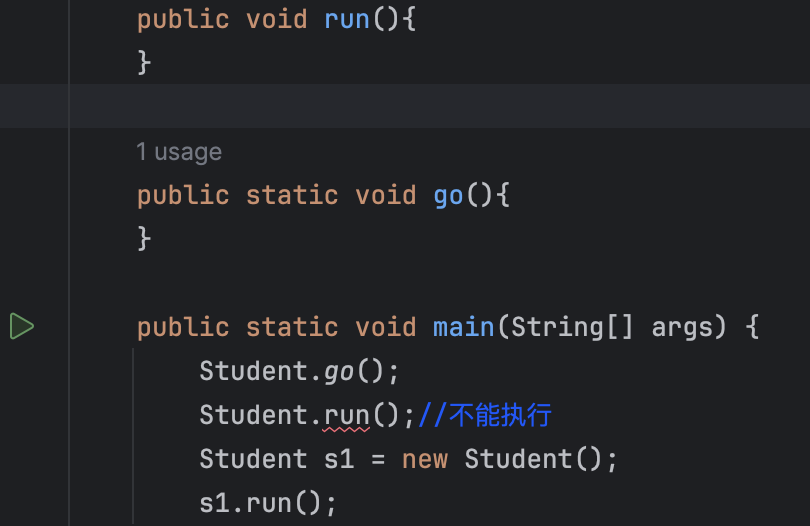 public void run(){
}
1 usage
public static void go(){
}
public static void main(String[] args) {
Student.go();
Student.run();//不能执行
Student s1 = new Student();
s1.run();